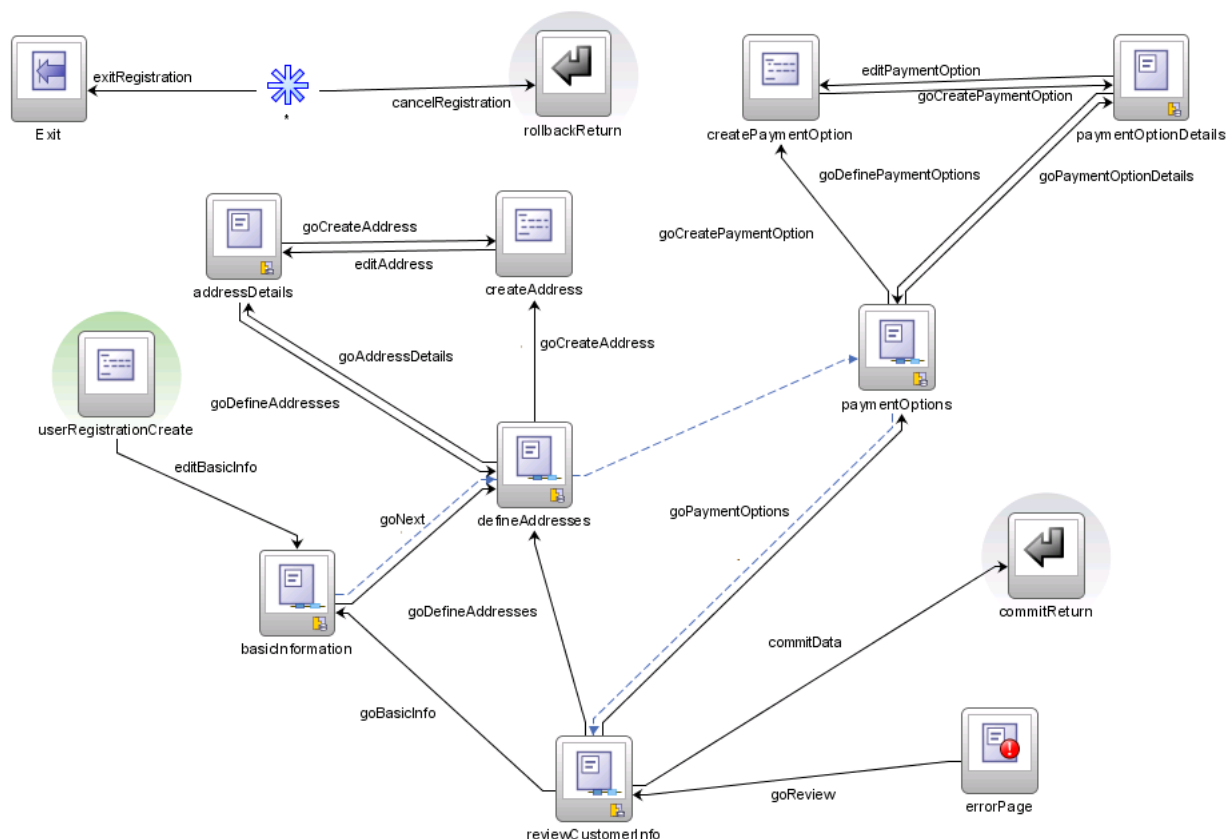 editPaymentOption
exitRegistration
goCreatePaymentOption
cancelRegistration
*
Exit
rollbackReturn
createPaymentOption
paymentOptionDetails
goDefinePaymentOptions
goPaymentOptionDetails
goCreateAddress
goCreatePaymentOption
editAddress
addressDetails
createAddress
goCreateAddress
goAddressDetails
goDefineAddresses
paymentOptions
userRegistrationCreate
editBasicInfo
goPaymentOptions
goNext
defineAddresses
goDefineAddresses
commitReturn
basicInformation
commitData
goBasicInfo
goReview
errorPage
reviewCustomerInfo